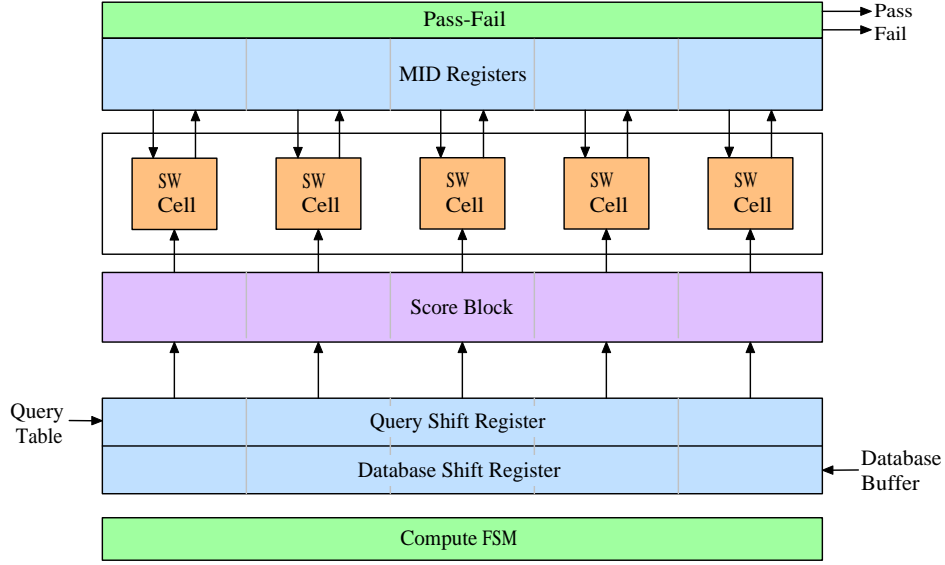 Pass-Fail
Pass
Fail
MID Registers
SW
Cell
SW
Cell
SW
Cell
SW
Cell
SW
Cell
Score Block
Query
Table
Query Shift Register
Database Shift Register
Database
Buffer
Compute FSM